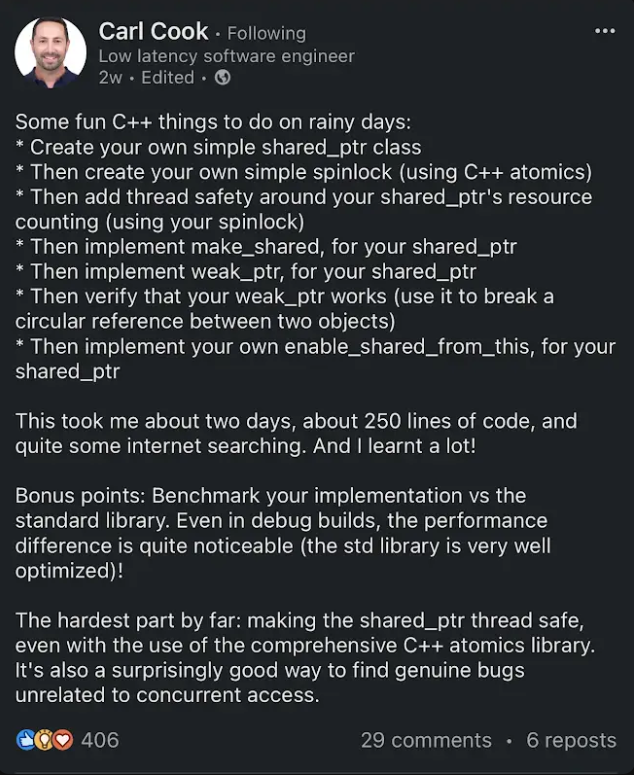 Carl Cook · Following
Low latency software engineer
2w • Edited •
Some fun C++ things to do on rainy days:
* Create your own simple shared_ptr class
* Then create your own simple spinlock (using C++ atomics)
* Then add thread safety around your shared_ptr's resource
counting (using your spinlock)
* Then implement make_shared, for your shared_ptr
* Then implement weak_ptr, for your shared_ptr
* Then verify that your weak_ptr works (use it to break a
circular reference between two objects)
* Then implement your own enable_shared_from_this, for your
shared_ptr
This took me about two days, about 250 lines of code, and
quite some internet searching. And I learnt a lot!
Bonus points: Benchmark your implementation vs the
standard library. Even in debug builds, the performance
difference is quite noticeable (the std library is very well
optimized)!
The hardest part by far: making the shared_ptr thread safe,
even with the use of the comprehensive C++ atomics library.
It's also a surprisingly good way to find genuine bugs
unrelated to concurrent access.
406
29 comments • 6 reposts